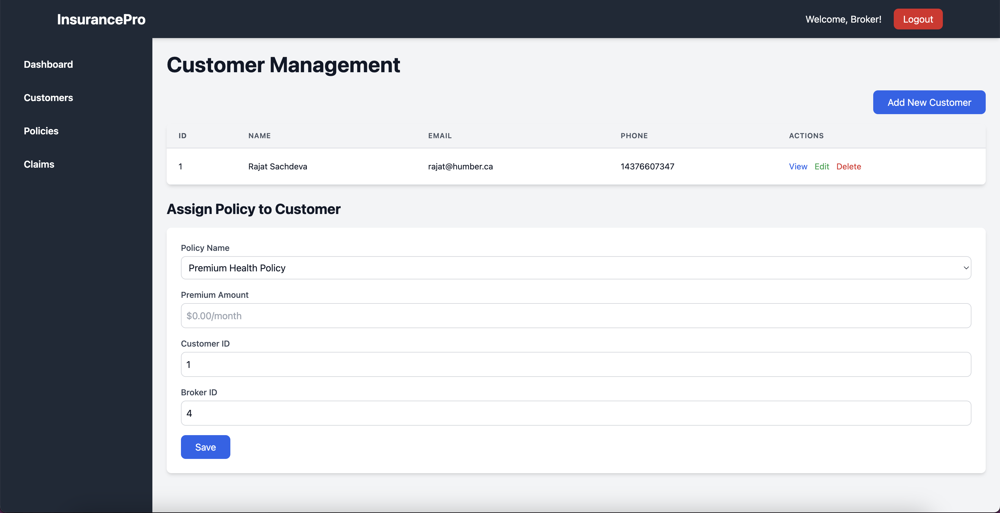 InsurancePro
Welcome, Broker!
Logout
Dashboard
Customers
Policies
Claims
Customer Management
Add New Customer
ID NAME EMAIL PHONE ACTIONS
1 Rajat Sachdeva rajat@humber.ca 14376607347 View Edit Delete
Assign Policy to Customer
Policy Name
Premium Health Policy
Premium Amount
$0.00/month
Customer ID
1
Broker ID
4
Save